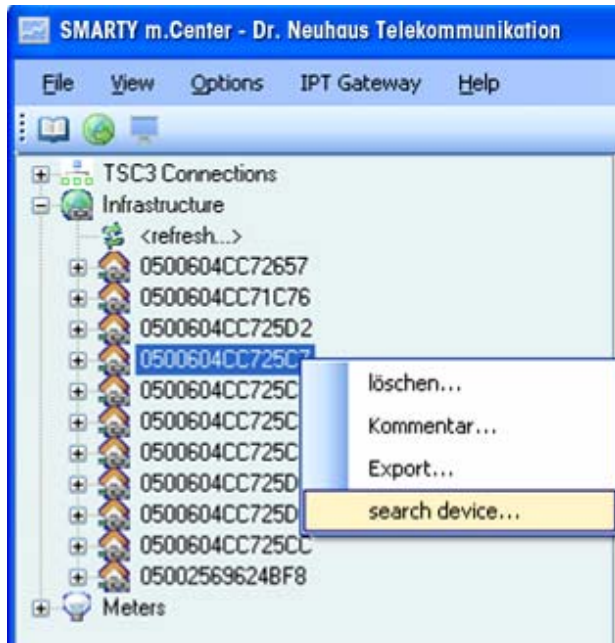 SMARTY m.Center - Dr. Neuhaus Telekommunikation
File View Options IPT Gateway Help
TSC3 Connections
Infrastructure
<refresh...>
0500604CC72657
0500604CC71C76
0500604CC725D2
0500604CC725C7
0500604CC725C
0500604CC725C
0500604CC725C
0500604CC725D
0500604CC725D
0500604CC725CC
05002569624BF8
Meters
löschen...
Kommentar...
Export...
search device...